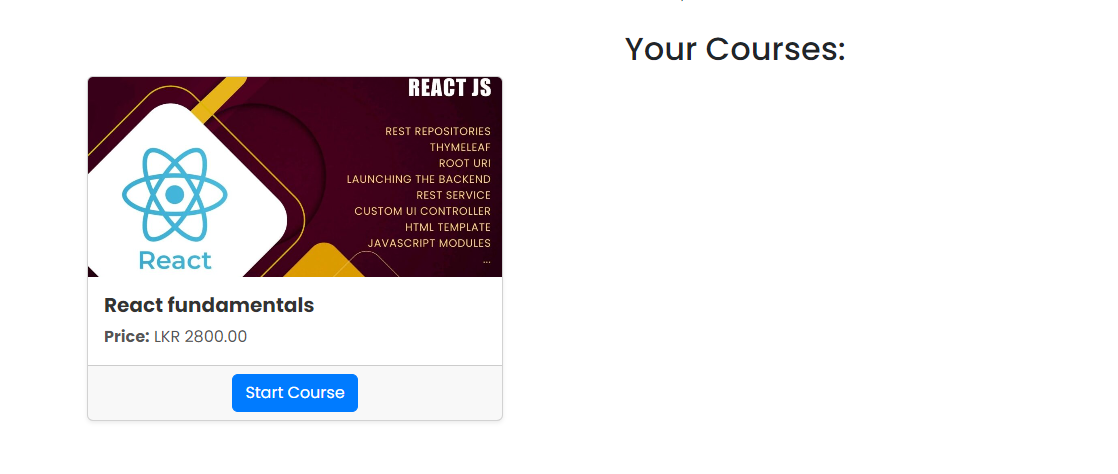 Your Courses:
REACT JS
REST REPOSITORIES
THYMELEAF
ROOT URI
LAUNCHING THE BACKEND
REST SERVICE
CUSTOM UI CONTROLLER
HTML TEMPLATE
JAVASCRIPT MODULES
...
React
React fundamentals
Price: LKR 2800.00
Start Course